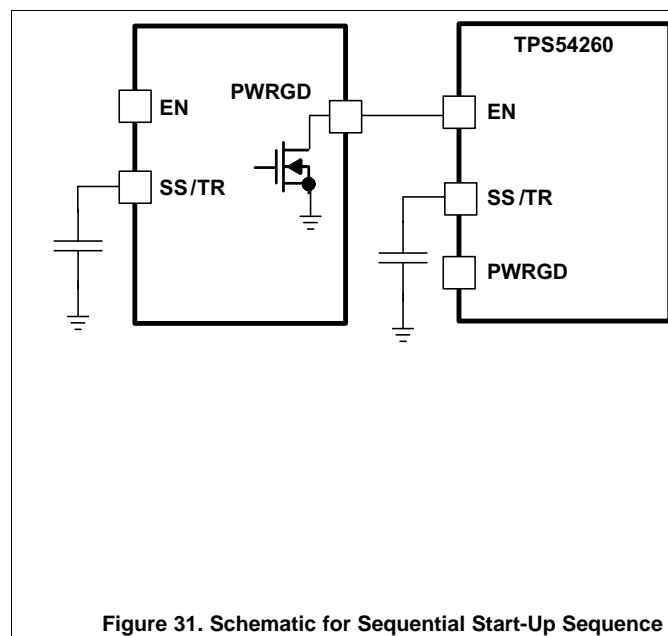 TPS54260
PWRGD
EN
EN
SS/TR
SS/TR
PWRGD
Figure 31. Schematic for Sequential Start-Up Sequence